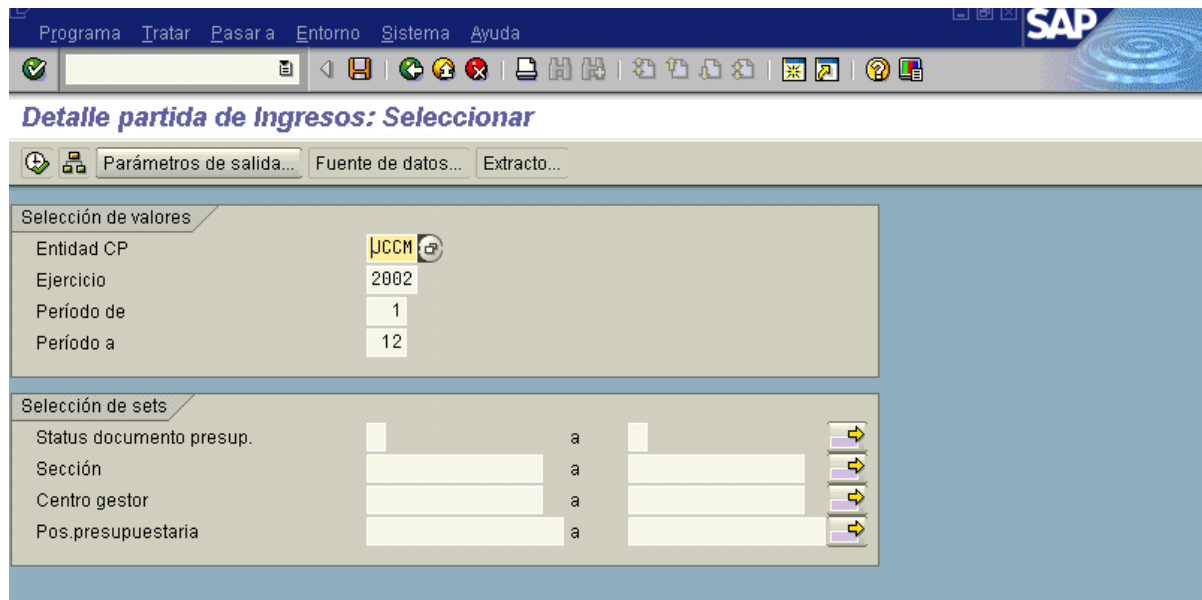 Programa Tratar Pasar a Entorno Sistema Ayuda
SAP
Detalle partida de Ingresos: Seleccionar
Parámetros de salida... Fuente de datos... Extracto...
Selección de valores
Entidad CP UCCM
Ejercicio 2002
Período de 1
Período a 12
Selección de sets
Status documento presup. a
Sección a
Centro gestor a
Pos.presupuestaria a